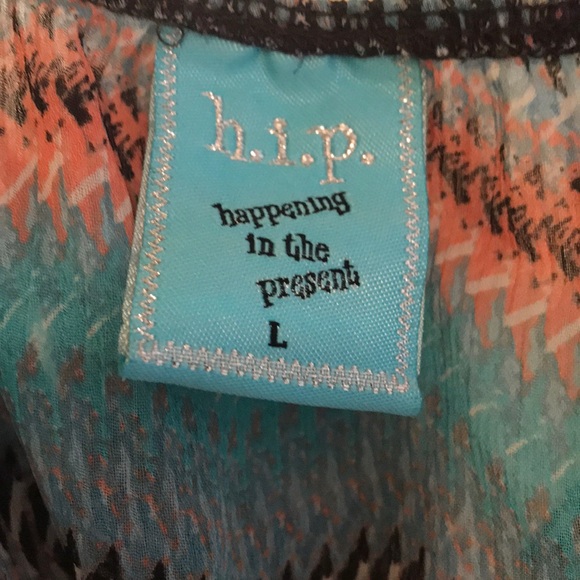 h.i.p.
happening
in the
present
L